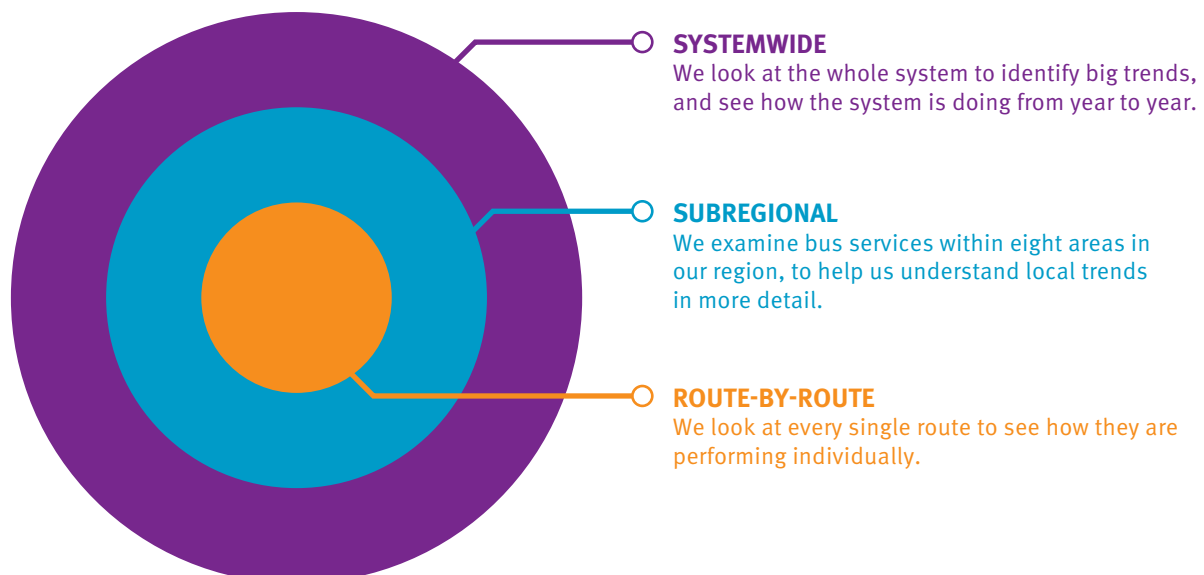 SYSTEMWIDE
We look at the whole system to identify big trends,
and see how the system is doing from year to year.
SUBREGIONAL
We examine bus services within eight areas in
our region, to help us understand local trends
in more detail.
ROUTE-BY-ROUTE
We look at every single route to see how they are
performing individually.